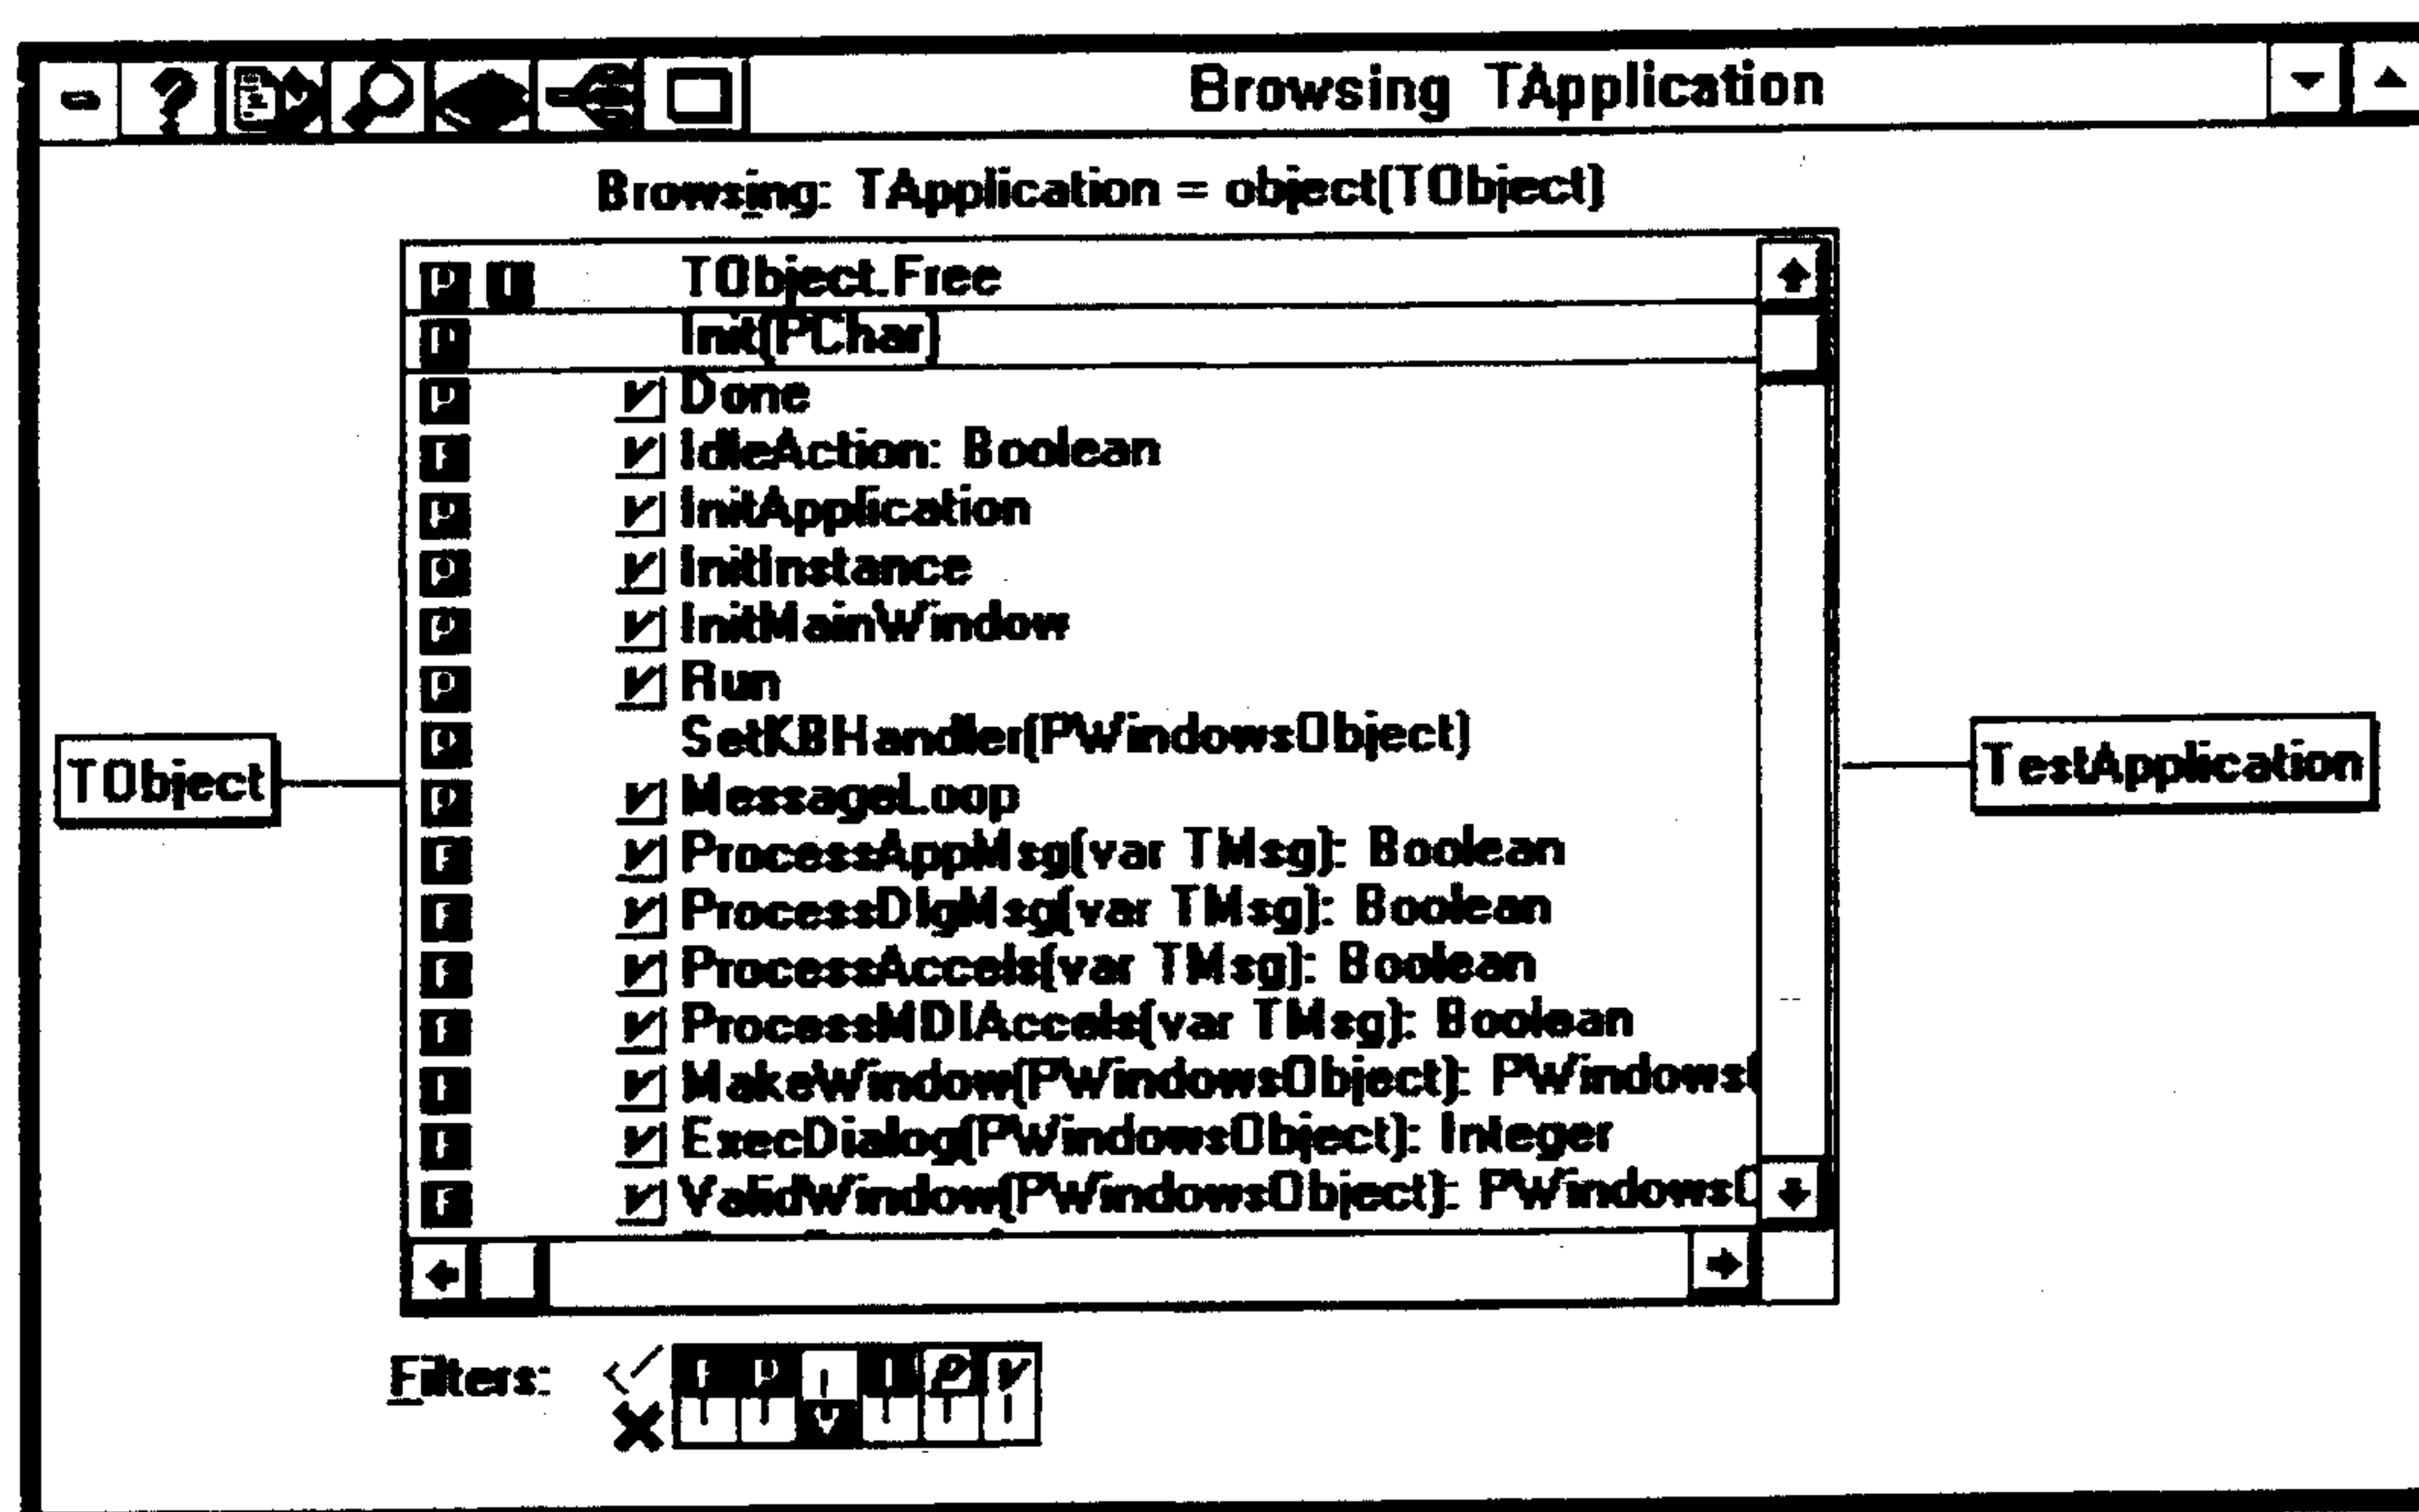 Browsing TApplication
Browsing: TApplication = object(TObject)
P TObject.Free
Init(PChar)
P Done
F IdleAction: Boolean
P InitApplication
P InitInstance
P InitMainWindow
P Run
P SetKBHandler(PWindowsObject)
P MessageLoop
F ProcessAppMsg(var TMsg): Boolean
F ProcessDlgMsg(var TMsg): Boolean
F ProcessAccels(var TMsg): Boolean
F ProcessMDIAccels(var TMsg): Boolean
F MakeWindow(PWindowsObject): PWindows
F ExecDialog(PWindowsObject): Integer
F ValidWindow(PWindowsObject): PWindows
TObject
TestApplication
Filters: